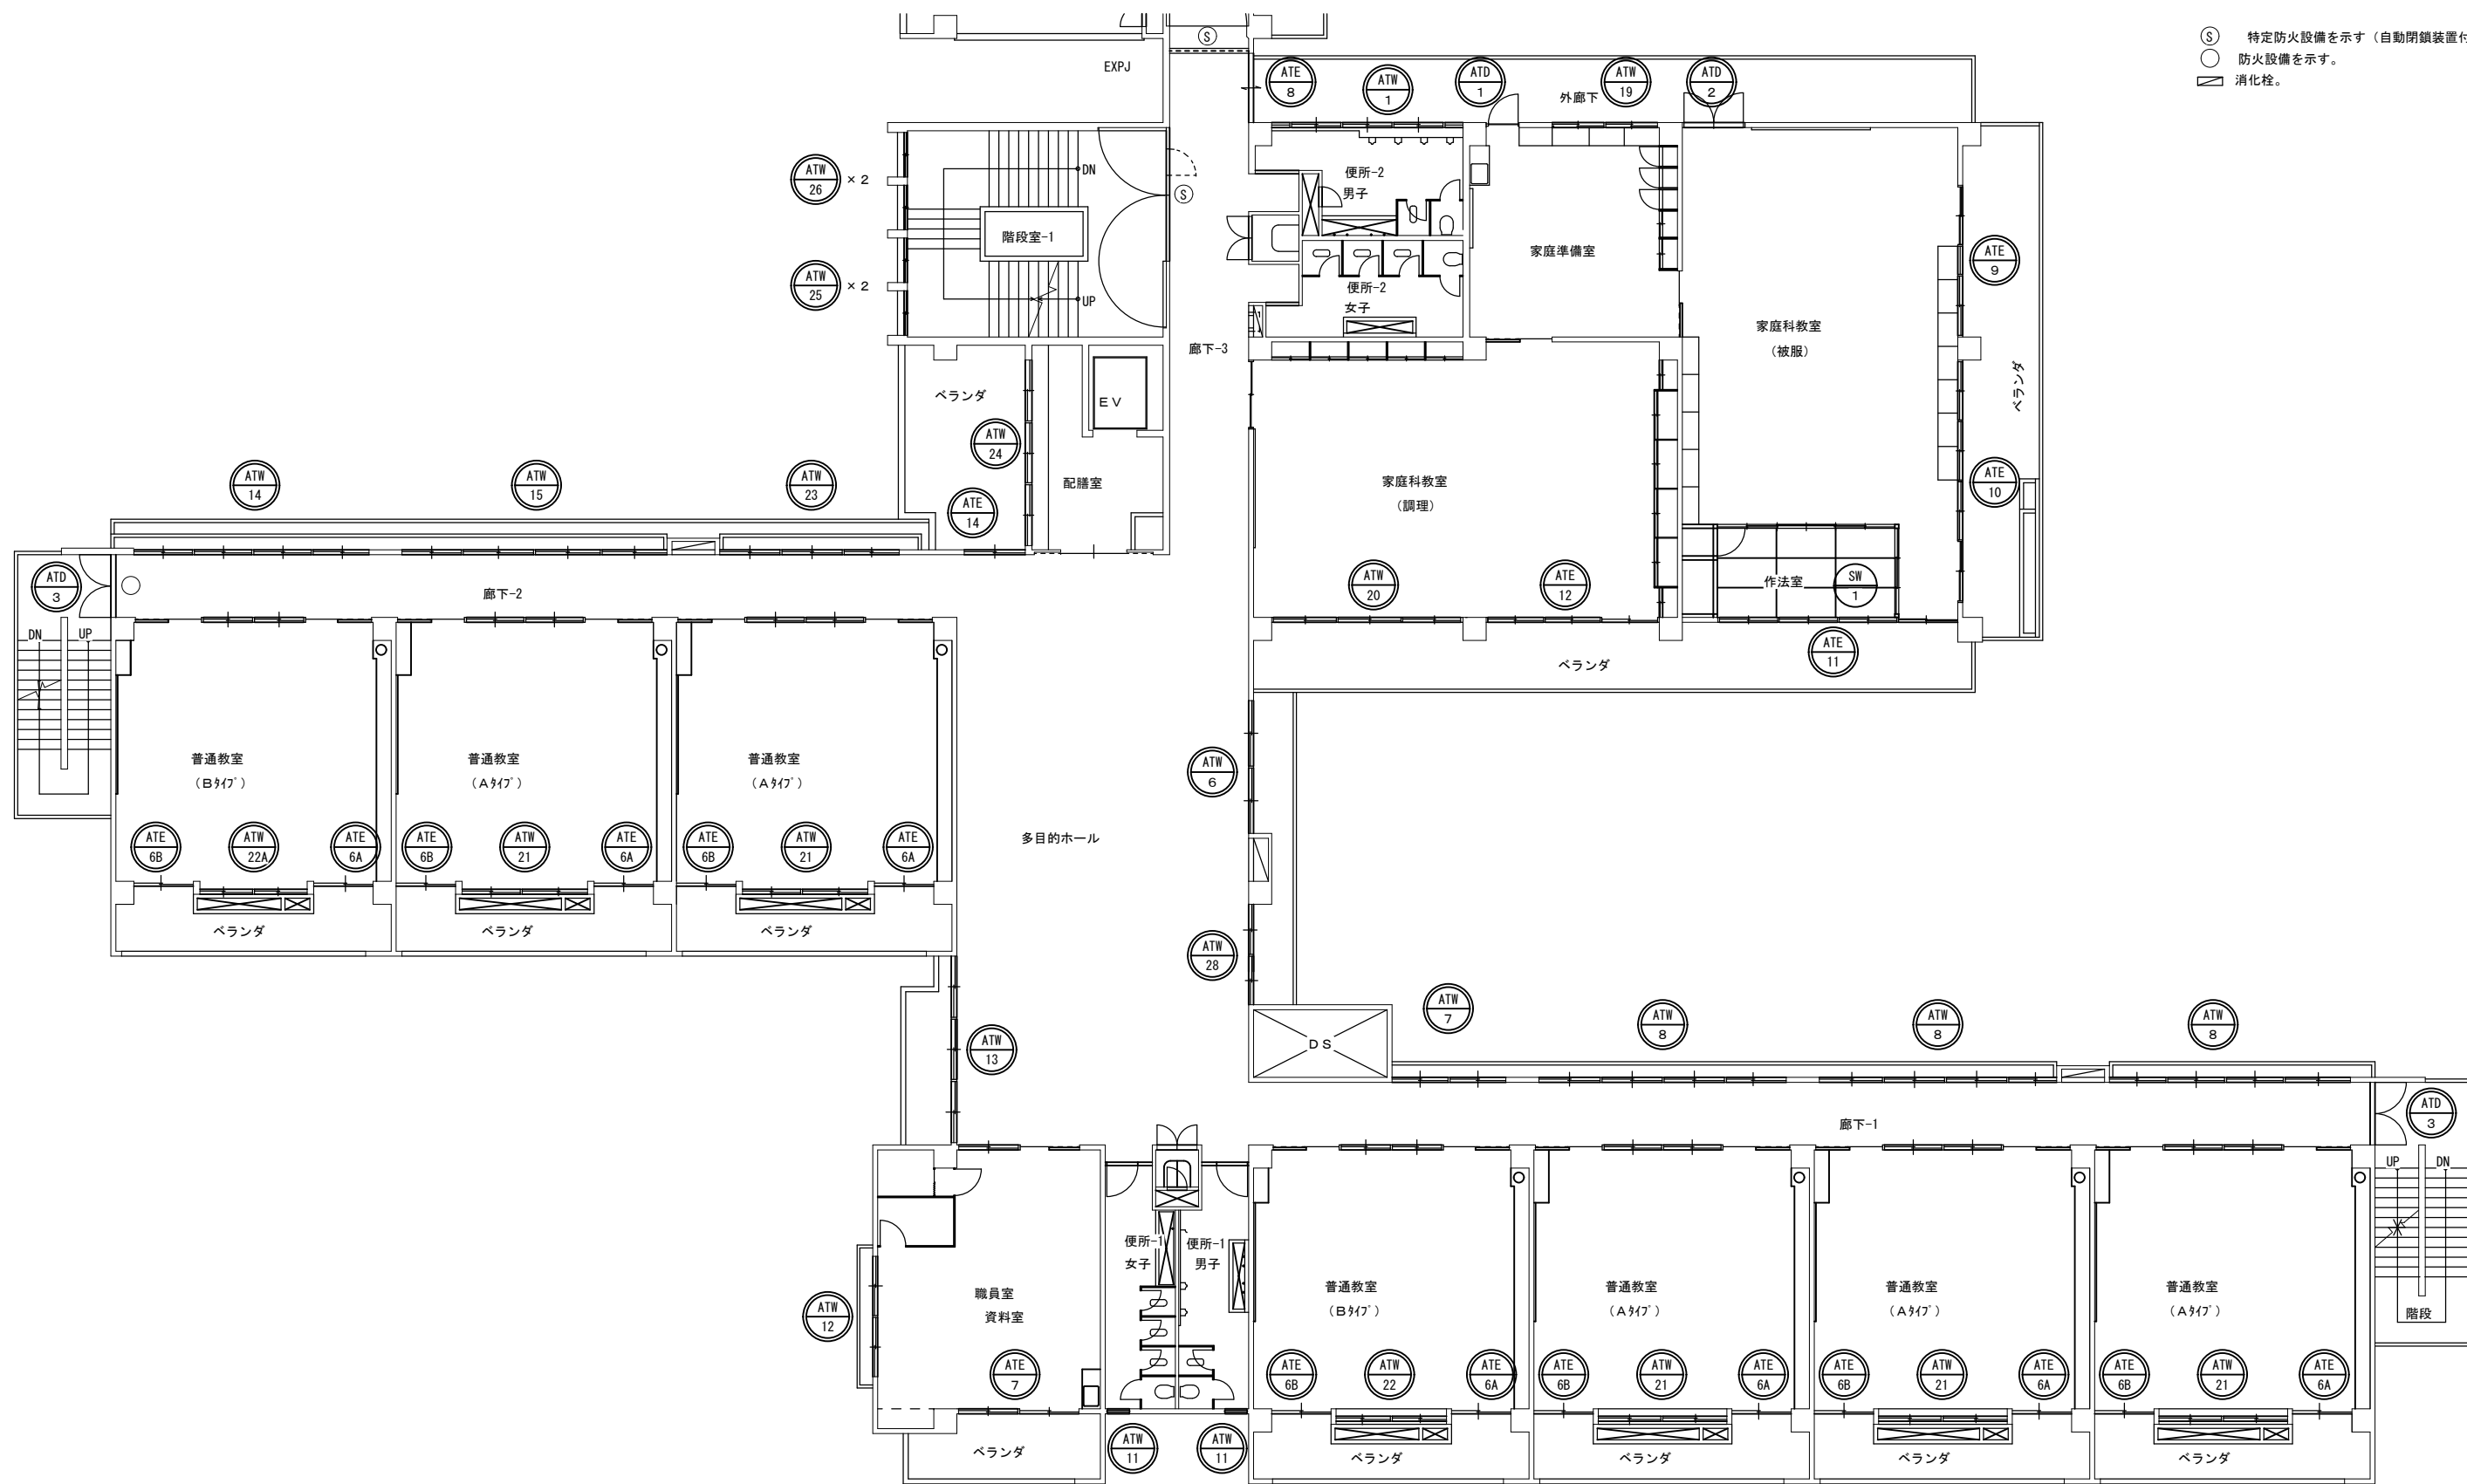 Ⓢ 特定防火設備を示す（自動閉鎖装置付
○ 防火設備を示す。
消化栓。
Ⓢ
EXPJ
ATE
8
ATW
1
ATD
1
外廊下
ATW
19
ATD
2
ATW
26
×２
DN
Ⓢ
便所-2
男子
階段室-1
家庭準備室
ATE
9
ATW
25
×２
UP
便所-2
女子
家庭科教室
（被服）
廊下-3
ベランダ
ベランダ
ＥＶ
ATW
24
ATW
14
ATW
15
ATW
23
配膳室
家庭科教室
（調理）
ATE
10
ATE
14
ATD
3
廊下-2
ATW
20
ATE
12
作法室
SW
1
DN
UP
ベランダ
ATE
11
普通教室
（Ｂﾀｲﾌﾟ）
普通教室
（Ａﾀｲﾌﾟ）
普通教室
（Ａﾀｲﾌﾟ）
ATW
6
多目的ホール
ATE
6B
ATW
22A
ATE
6A
ATE
6B
ATW
21
ATE
6A
ATE
6B
ATW
21
ATE
6A
ベランダ
ベランダ
ベランダ
ATW
28
ATW
7
ATW
8
ATW
8
ATW
8
ATW
13
ＤＳ
廊下-1
ATD
3
UP
DN
便所-1
女子
便所-1
男子
職員室
資料室
ATW
12
普通教室
（Ｂﾀｲﾌﾟ）
普通教室
（Ａﾀｲﾌﾟ）
普通教室
（Ａﾀｲﾌﾟ）
普通教室
（Ａﾀｲﾌﾟ）
階段
ATE
7
ATE
6B
ATW
22
ATE
6A
ATE
6B
ATW
21
ATE
6A
ATE
6B
ATW
21
ATE
6A
ATE
6B
ATW
21
ATE
6A
ベランダ
ATW
11
ATW
11
ベランダ
ベランダ
ベランダ
ベランダ